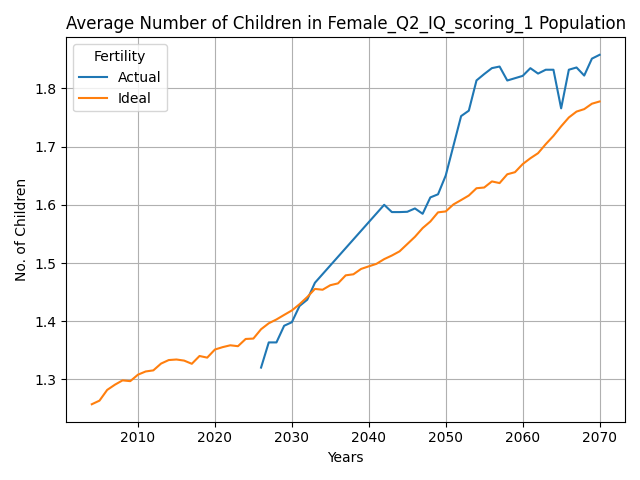 Average Number of Children in Female_Q2_IQ_scoring_1 Population
Fertility
Actual
Ideal
No. of Children
1.8
1.7
1.6
1.5
1.4
1.3
2010 2020 2030 2040 2050 2060 2070
Years